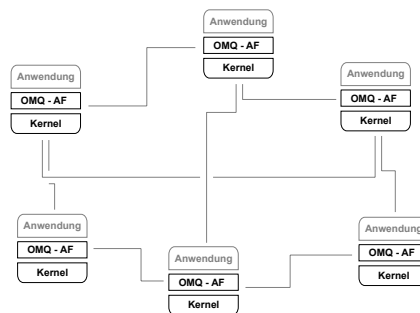 Anwendung
OMQ - AF
Kernel
Anwendung
OMQ - AF
Kernel
Anwendung
OMQ - AF
Kernel
Anwendung
OMQ - AF
Kernel
Anwendung
OMQ - AF
Kernel
Anwendung
OMQ - AF
Kernel